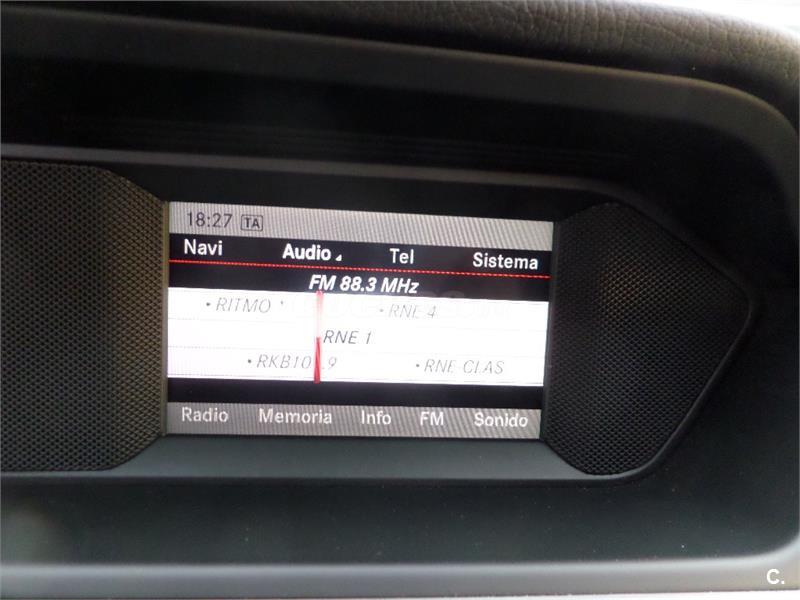 18:27 TA
Navi Audio Tel Sistema
FM 88.3 MHz
• RITMO • RNE 4
RNE 1
• RNE CLAS
Radio Memoria Info FM Sonido
C.